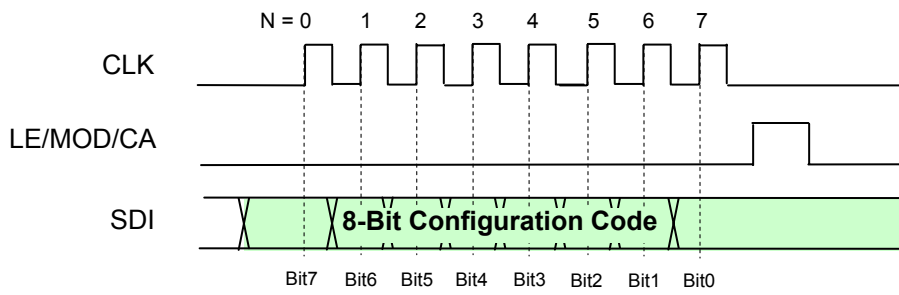 N = 0 1 2 3 4 5 6 7
CLK
LE/MOD/CA
SDI
8-Bit Configuration Code
Bit7 Bit6 Bit5 Bit4 Bit3 Bit2 Bit1 Bit0